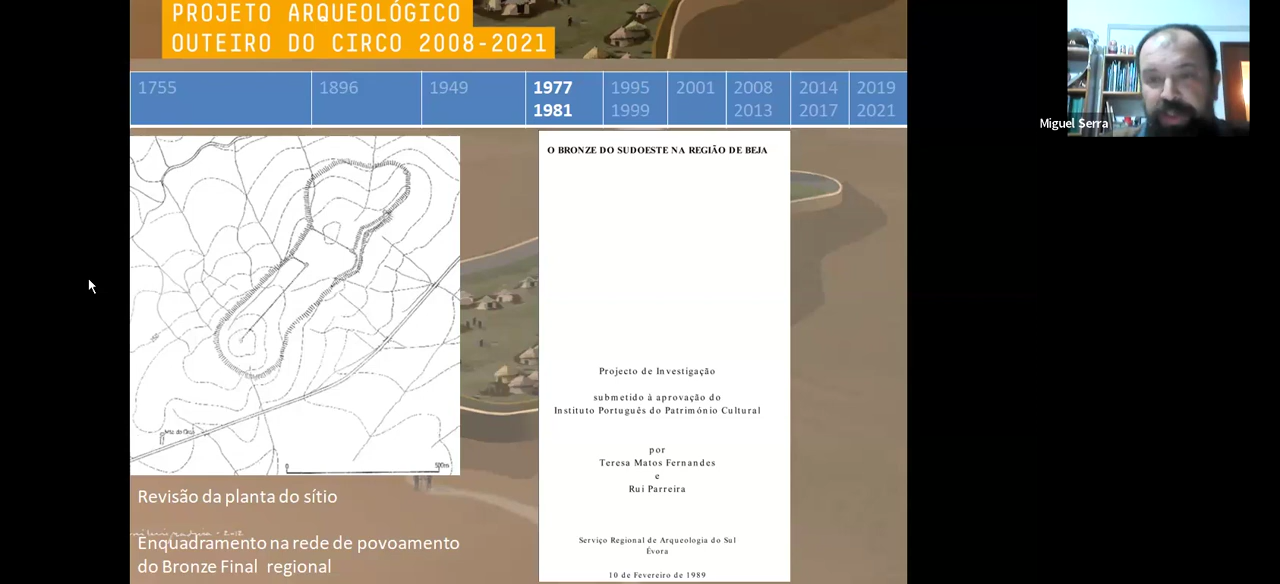 PROJETO ARQUEOLÓGICO
OUTEIRO DO CIRCO 2008-2021
1755
1896
1949
1977
1981
1995
1999
2001
2008
2013
2014
2017
2019
2021
Miguel Serra
O BRONZE DO SUDOESTE NA REGIÃO DE BEJA
Projecto de Investigação
submetido à aprovação do
Instituto Português do Património Cultural
por
Teresa Matos Fernandes
e
Rui Parreira
Serviço Regional de Arqueologia do Sul
Évora
10 de Fevereiro de 1989
0
500m
Revisão da planta do sítio
Enquadramento na rede de povoamento
do Bronze Final regional